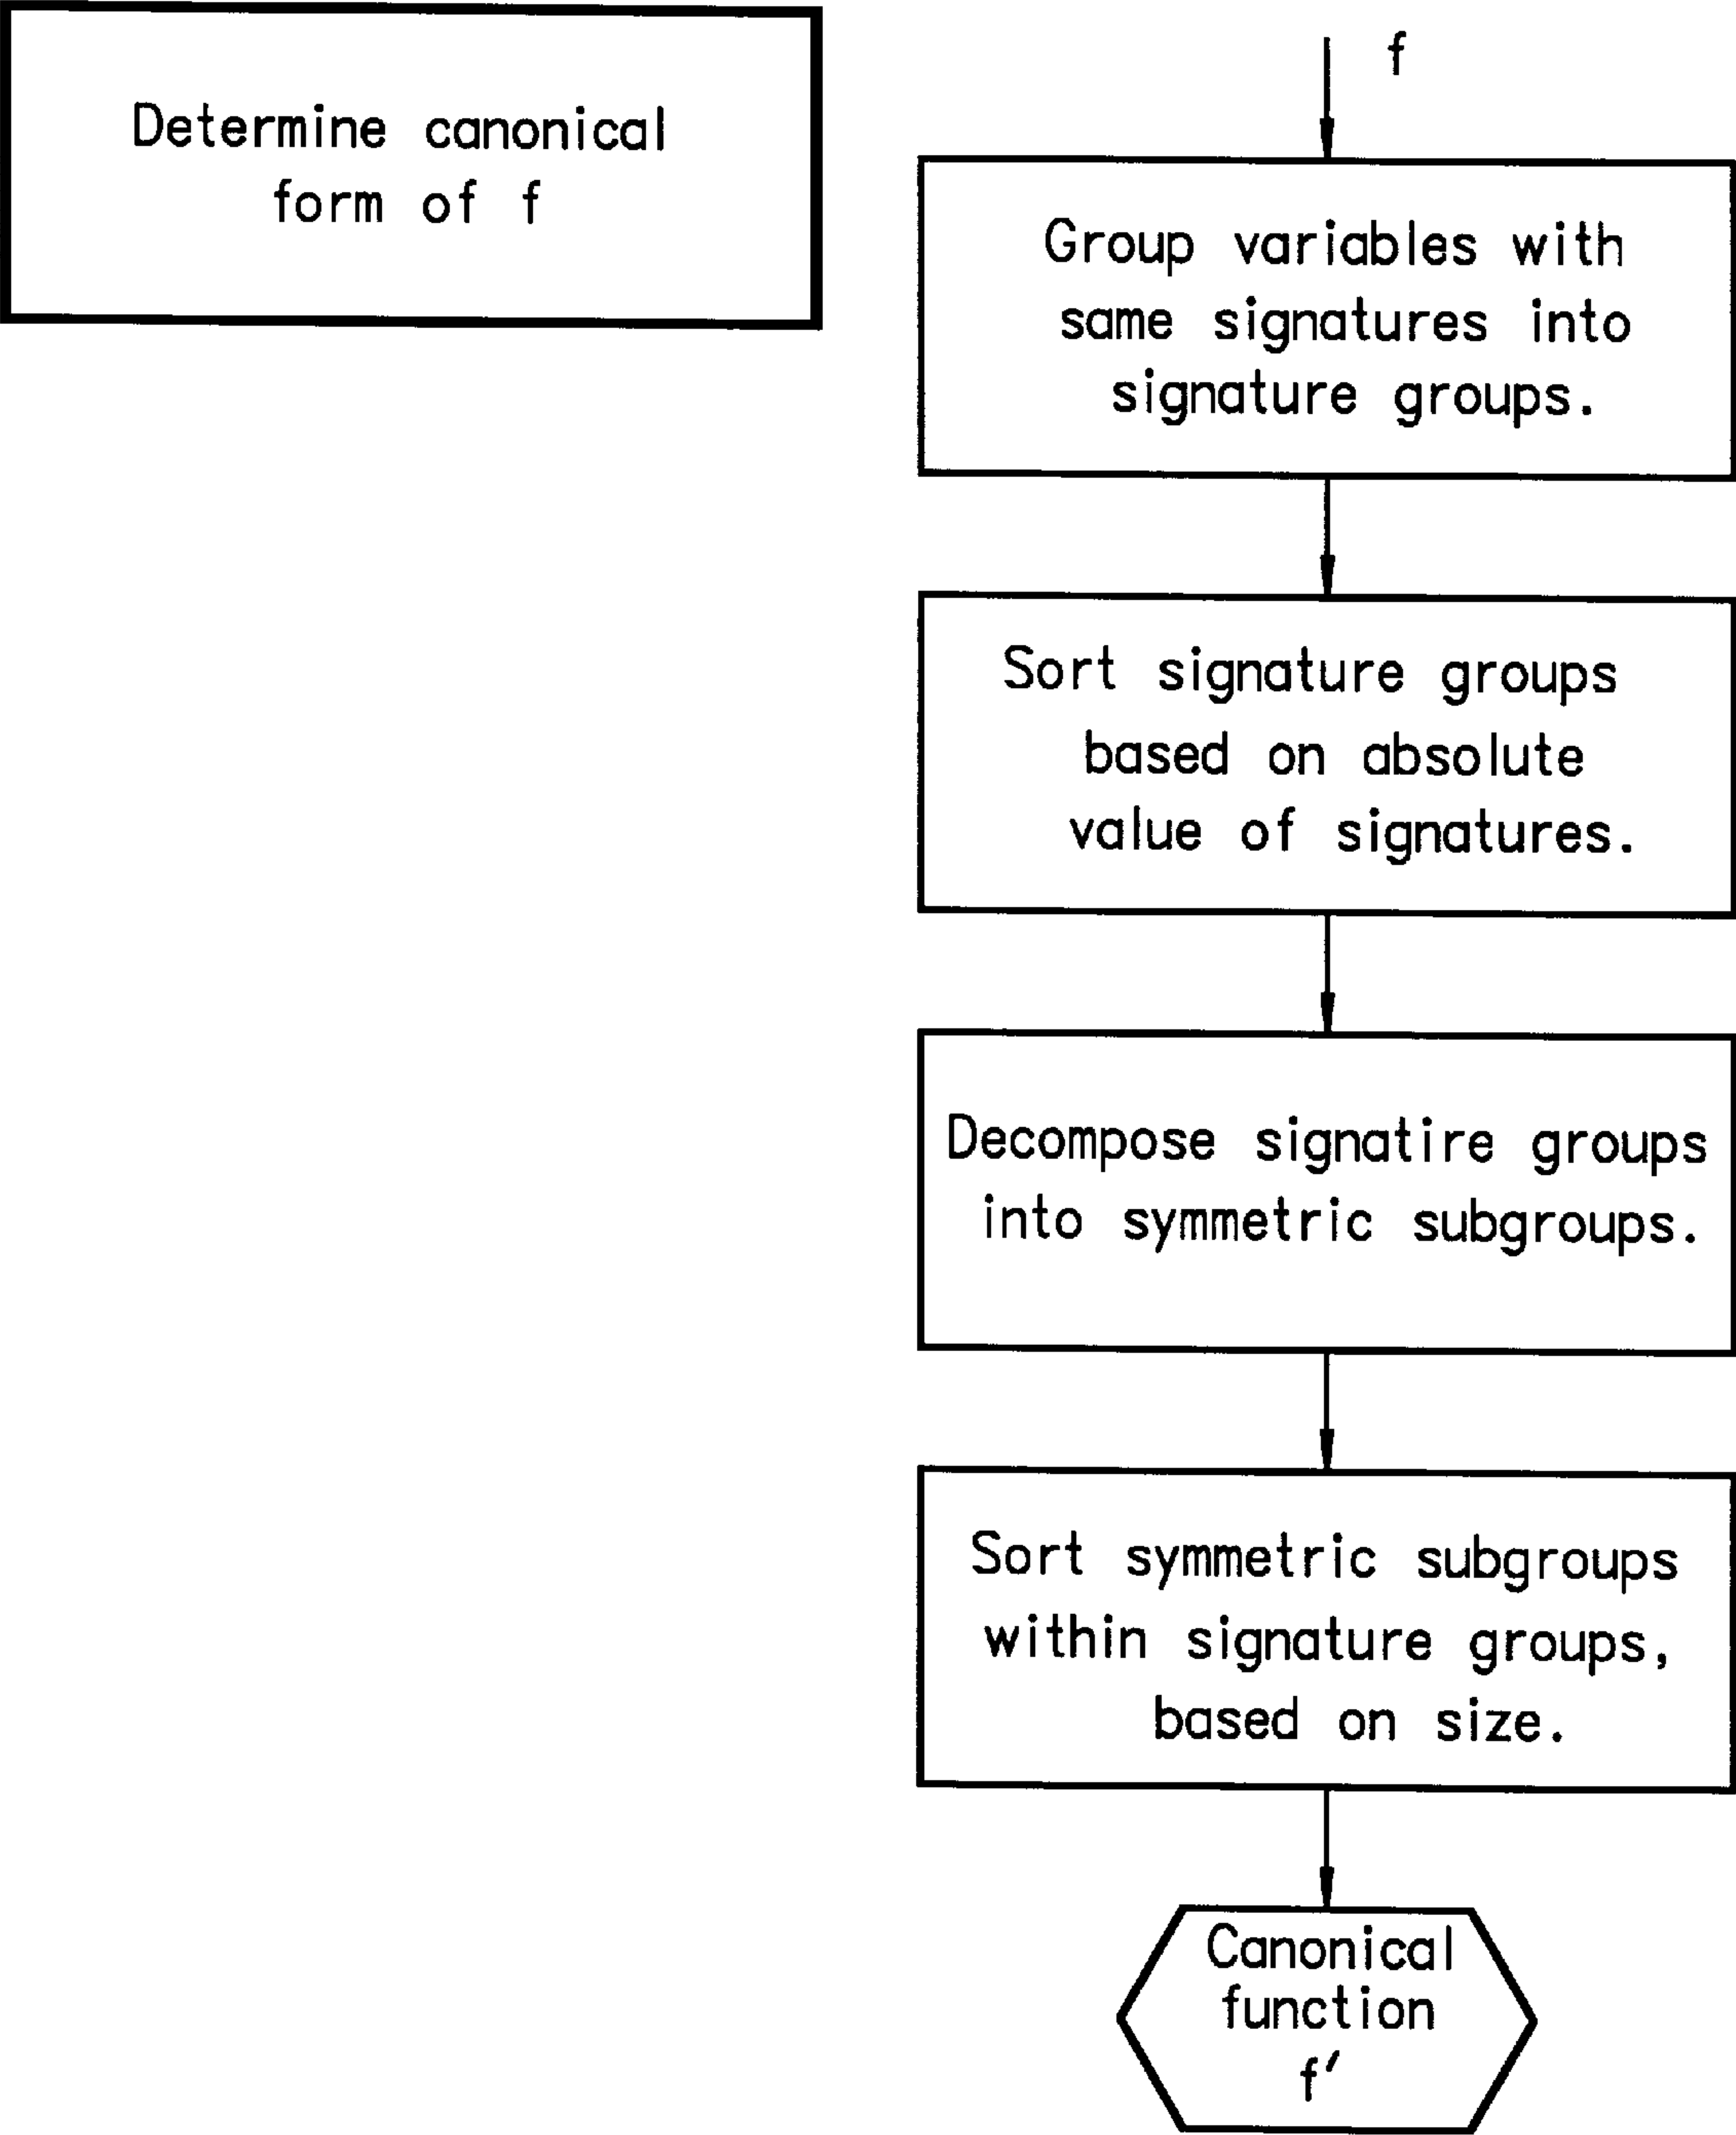 Determine canonical
form of f
f
Group variables with
same signatures into
signature groups.
Sort signature groups
based on absolute
value of signatures.
Decompose signatire groups
into symmetric subgroups.
Sort symmetric subgroups
within signature groups,
based on size.
Canonical
function
f′